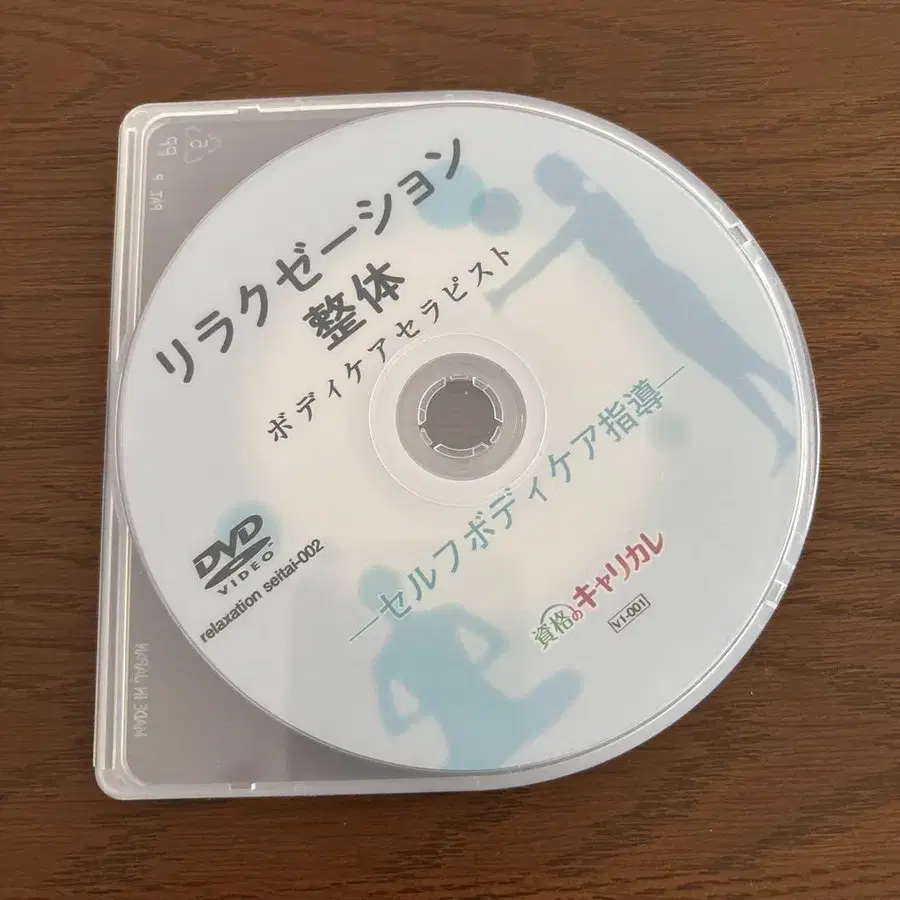 リラクゼーション
整体
ボディケアセラピスト
―セルフボディケア指導―
DVD
VIDEO
relaxation seitai-002
資格のキャリカレ
V1-001
PAT. P
PP
MADE IN JAPAN